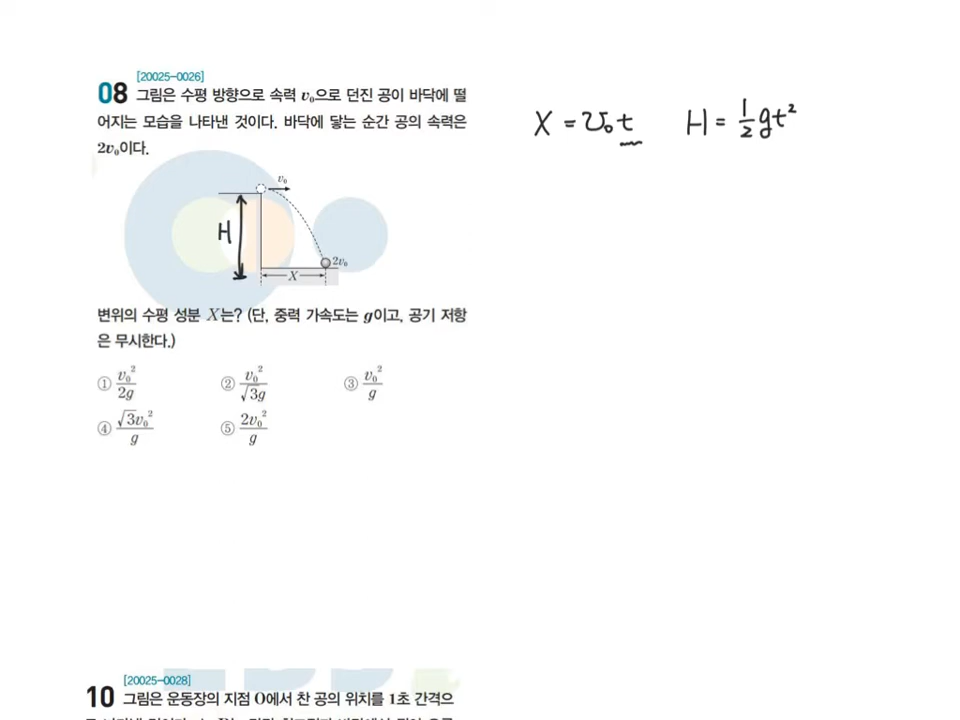 [20025-0026]
08 그림은 수평 방향으로 속력 v₀으로 던진 공이 바닥에 떨
어지는 모습을 나타낸 것이다. 바닥에 닿는 순간 공의 속력은
2v₀이다.
X = v₀t H = 1/2 gt²
v₀
H
2v₀
X
변위의 수평 성분 X는? (단, 중력 가속도는 g이고, 공기 저항
은 무시한다.)
① v₀²/2g ② v₀²/√3g ③ v₀²/g
④ √3v₀²/g ⑤ 2v₀²/g
[20025-0028]
10 그림은 운동장의 지점 O에서 찬 공의 위치를 1초 간격으